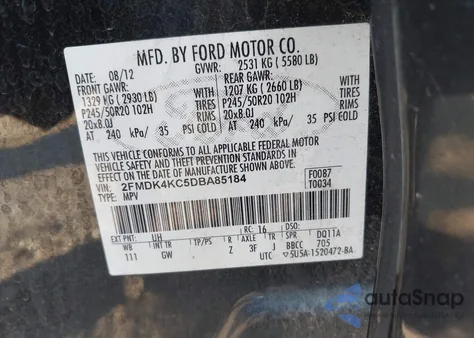 MFD. BY FORD MOTOR CO.
DATE: 08/12 GVWR: 2531 KG ( 5580 LB)
FRONT GAWR: REAR GAWR:
1329 KG ( 2930 LB) 1207 KG ( 2660 LB)
P245/50R20 102H TIRES P245/50R20 102H TIRES
20x8.0J RIMS 20x8.0J RIMS
AT 240 kPa/ 35 PSI COLD AT 240 kPa/ 35 PSI COLD
THIS VEHICLE CONFORMS TO ALL APPLICABLE FEDERAL MOTOR
VEHICLE SAFETY AND BUMPER STANDARDS AND THEFT PREVENTION STANDARD IN
EFFECT ON THE DATE OF MANUFACTURE SHOWN ABOVE.
VIN: 2FMDK4KC5DBA85184 F0087
TYPE: MPV T0034
EXT PNT: UH RC: 16 DSO:
WB INT TR TP/PS R AXLE TR SPR DQ11A
111 GW Z 3F J BBCC 705
UTC 5U5A-1520472-BA
autoSnap